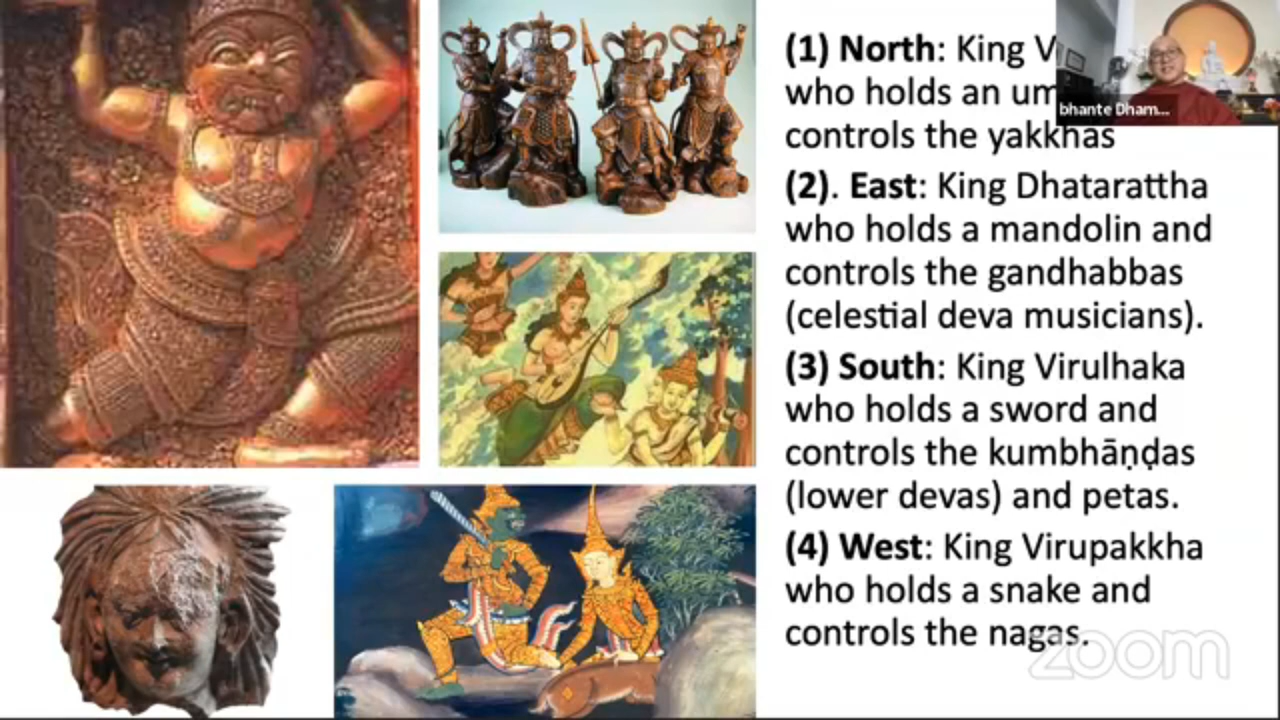 (1) North: King V
who holds an um
controls the yakkhas
(2). East: King Dhatarattha
who holds a mandolin and
controls the gandhabbas
(celestial deva musicians).
(3) South: King Virulhaka
who holds a sword and
controls the kumbhāṇḍas
(lower devas) and petas.
(4) West: King Virupakkha
who holds a snake and
controls the nagas.
bhante Dham...
zoom